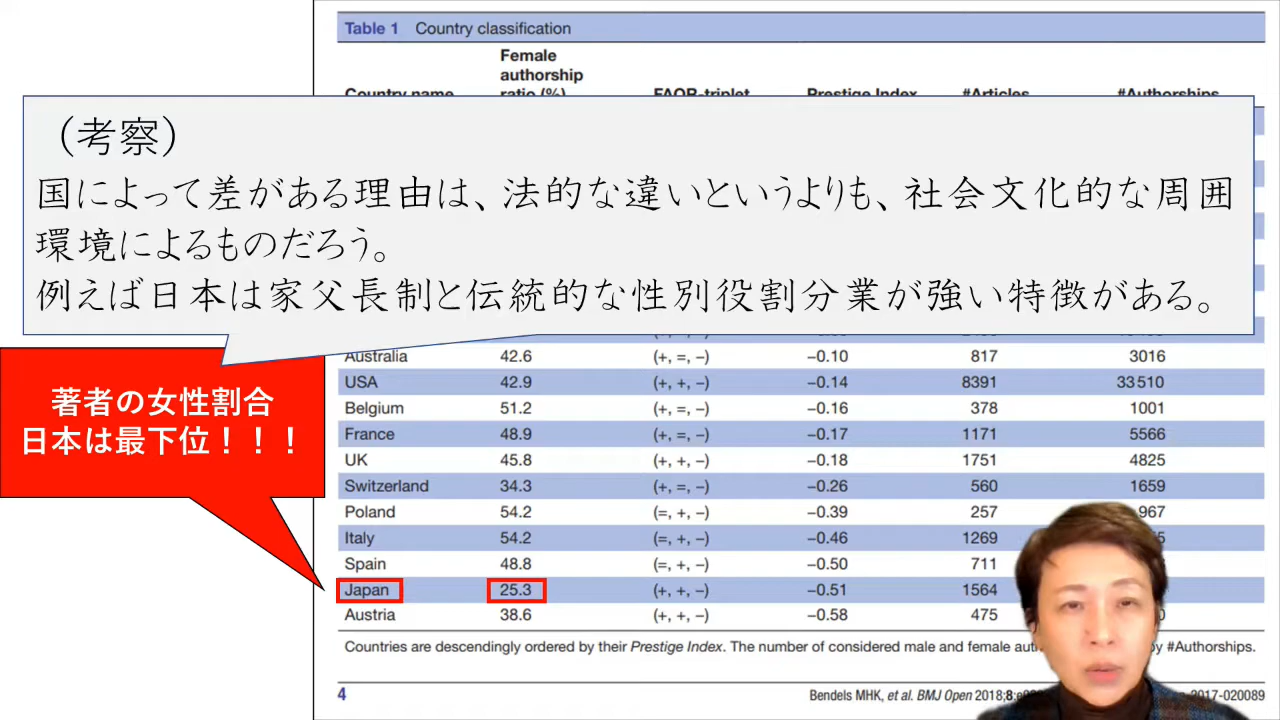 Table 1 Country classification
Female
authorship
ratio (%)
Country name FAOR-triplet Prestige Index #Articles #Authorships
(考察)
国によって差がある理由は、法的な違いというよりも、社会文化的な周囲
環境によるものだろう。
例えば日本は家父長制と伝統的な性別役割分業が強い特徴がある。
著者の女性割合
日本は最下位！！！
Australia 42.6 (+, =, –) –0.10 817 3016
USA 42.9 (+, +, –) –0.14 8391 33 510
Belgium 51.2 (+, =, –) –0.16 378 1001
France 48.9 (+, =, –) –0.17 1171 5566
UK 45.8 (+, +, –) –0.18 1751 4825
Switzerland 34.3 (+, =, –) –0.26 560 1659
Poland 54.2 (=, +, –) –0.39 257 967
Italy 54.2 (=, +, –) –0.46 1269
Spain 48.8 (=, +, –) –0.50 711
Japan 25.3 (+, +, –) –0.51 1564
Austria 38.6 (+, +, –) –0.58 475
Countries are descendingly ordered by their Prestige Index. The number of considered male and female by #Authorships.
4 Bendels MHK, et al. BMJ Open 2018;8: 2017-020089